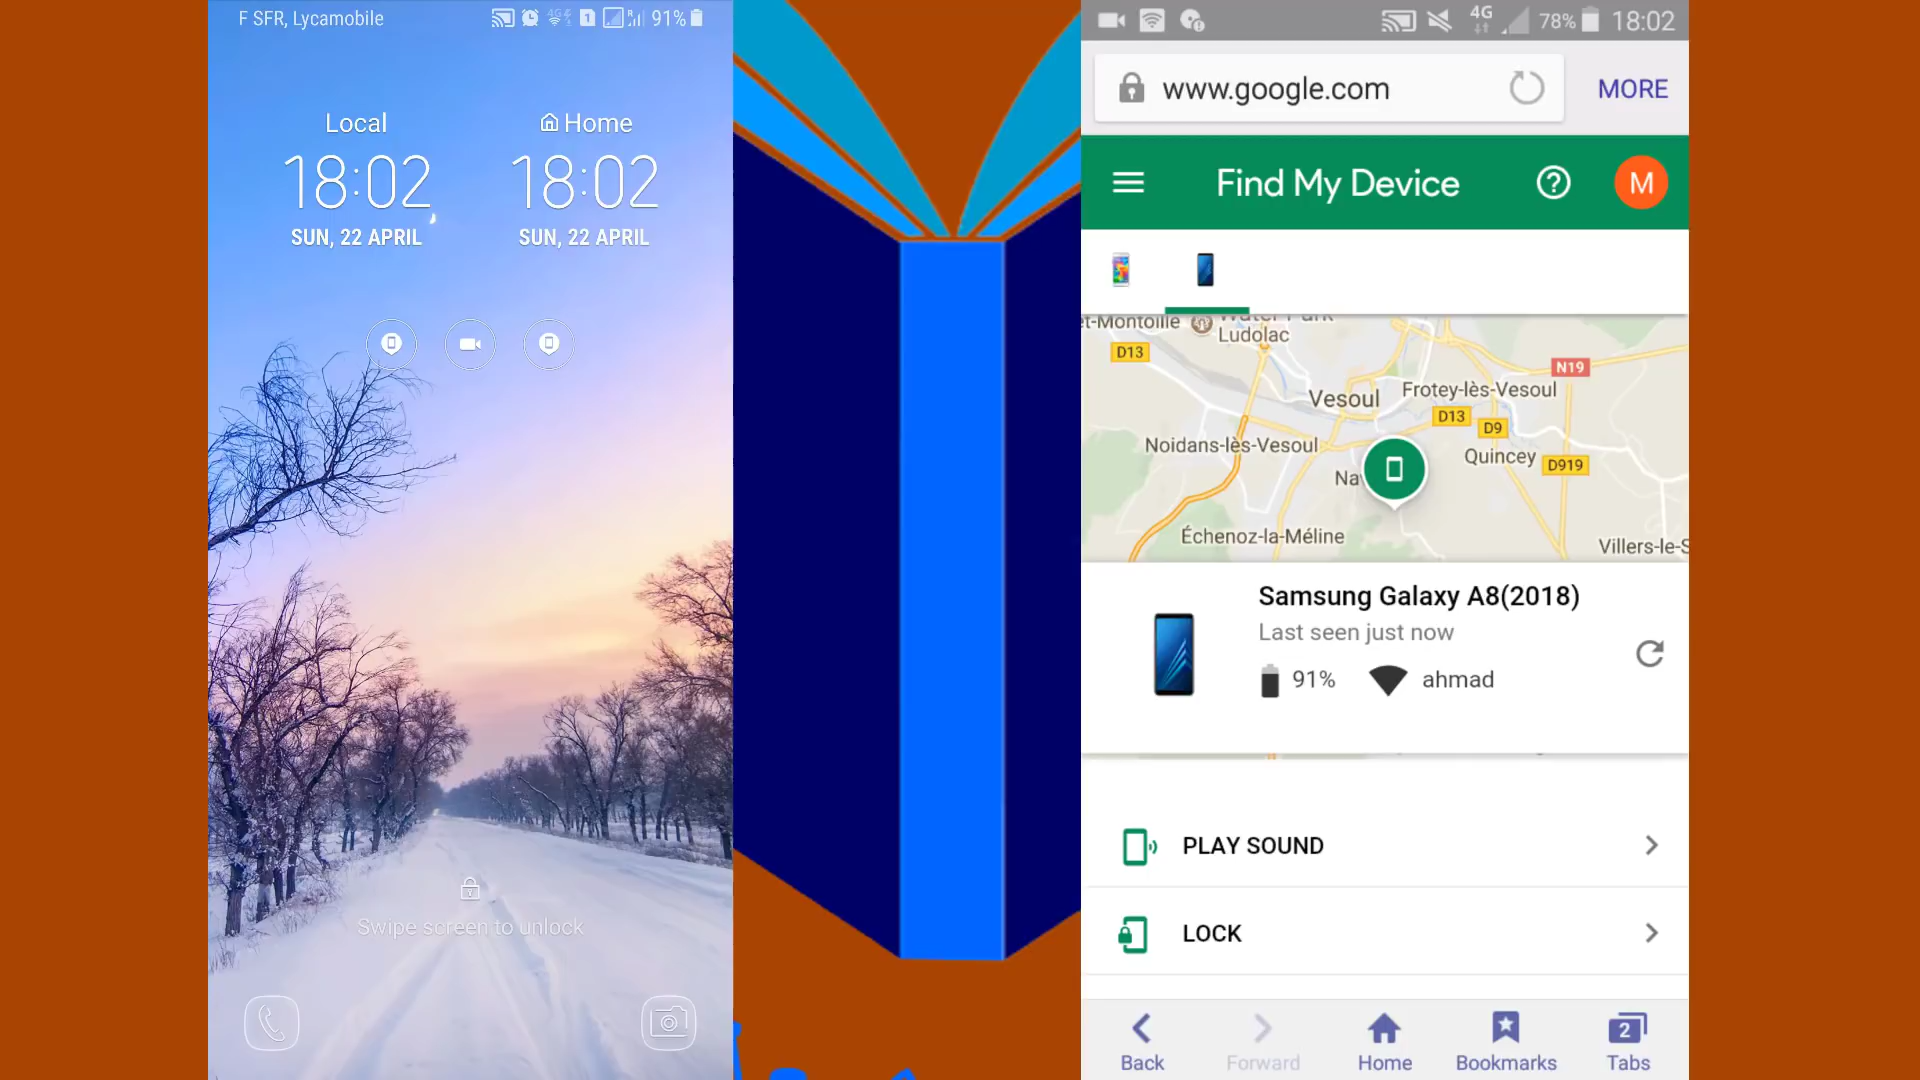 F SFR, Lycamobile
1
91%
Local
Home
18:02
18:02
SUN, 22 APRIL
SUN, 22 APRIL
Swipe screen to unlock
4G
78%
18:02
www.google.com
MORE
Find My Device
M
Ludolac
D13
N19
Vesoul
Frotey-lès-Vesoul
D13
D9
Noidans-lès-Vesoul
Quincey
D919
Na
Échenoz-la-Méline
Villers-le-S
Samsung Galaxy A8(2018)
Last seen just now
91%
ahmad
PLAY SOUND
LOCK
Back
Forward
Home
Bookmarks
2
Tabs